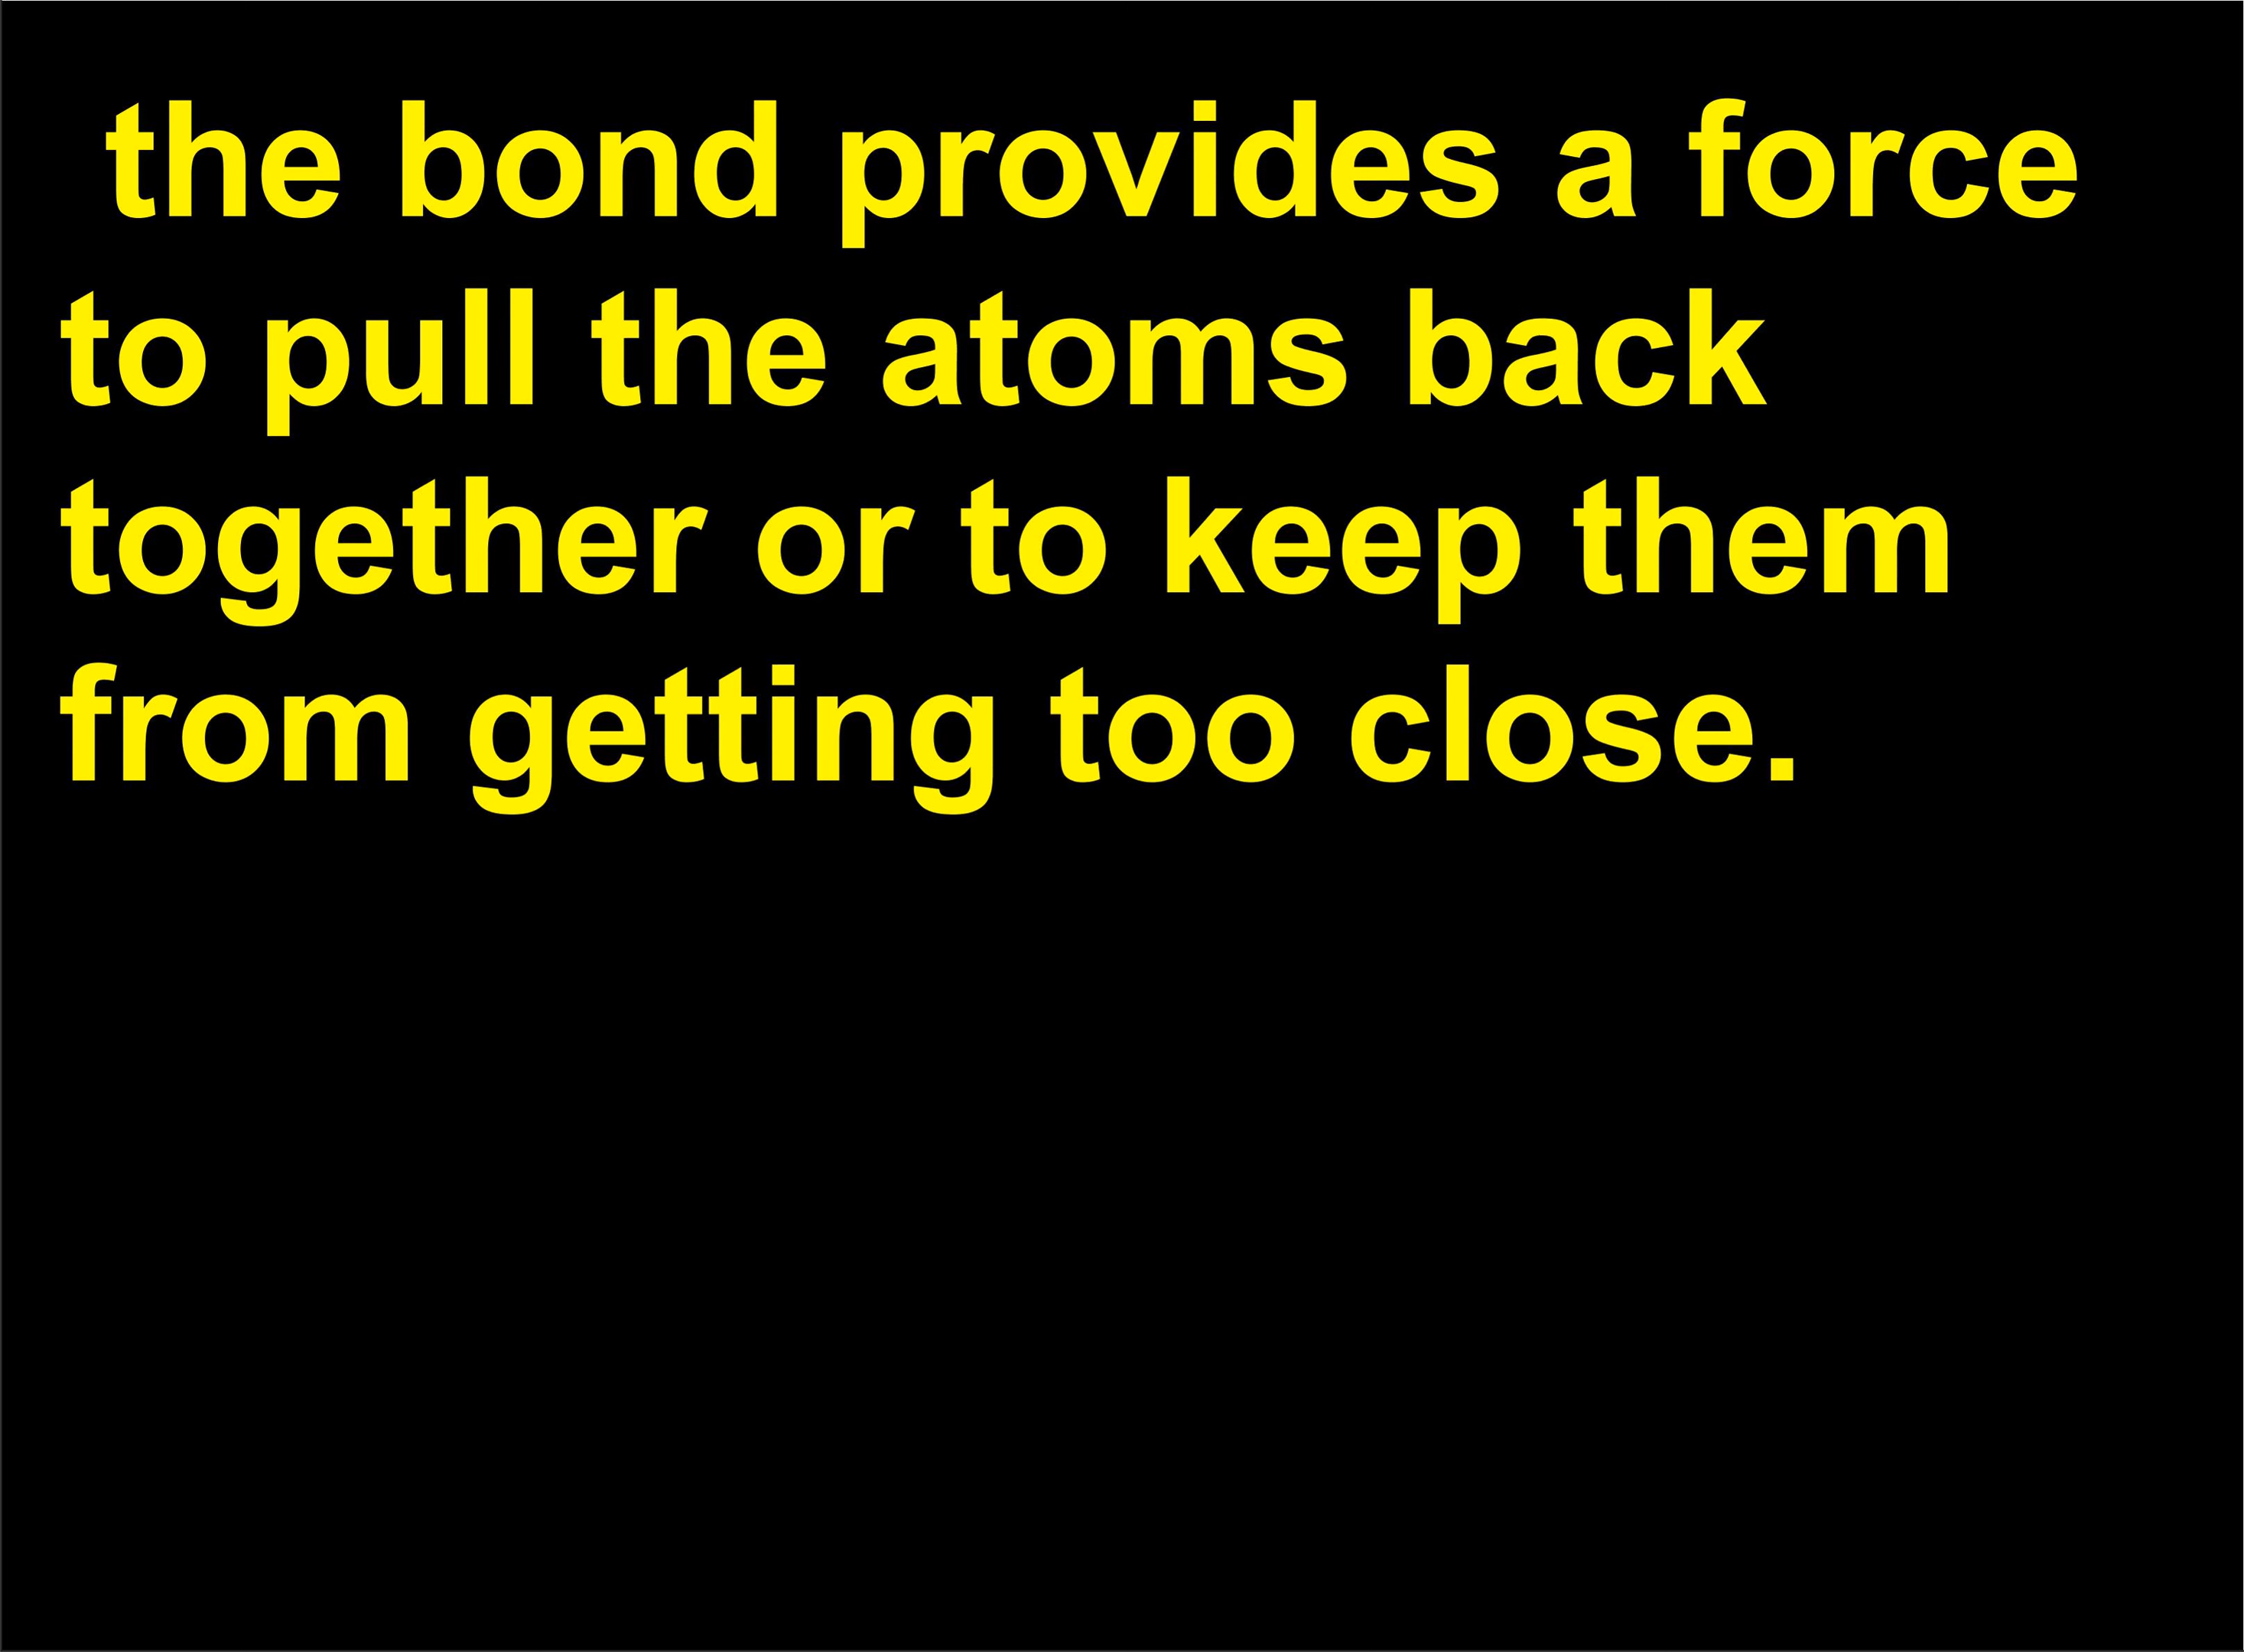 the bond provides a force
to pull the atoms back
together or to keep them
from getting too close.